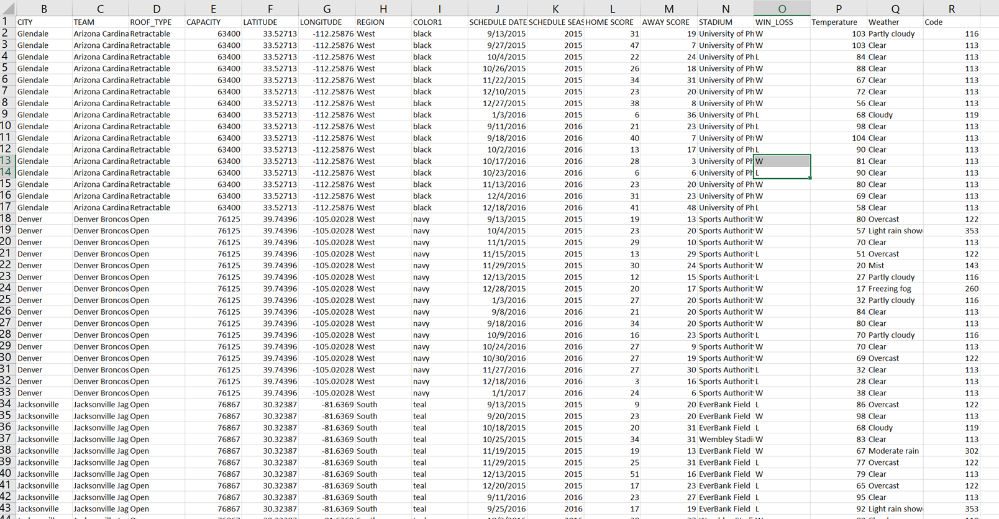 B C D E F G H I J K L M N O P Q R
1 CITY TEAM ROOF_TYPE CAPACITY LATITUDE LONGITUDE REGION COLOR1 SCHEDULE DATE SCHEDULE SEAS HOME SCORE AWAY SCORE STADIUM WIN_LOSS Temperature Weather Code
2 Glendale Arizona Cardina Retractable 63400 33.52713 -112.25876 West black 9/13/2015 2015 31 19 University of Ph W 103 Partly cloudy 116
3 Glendale Arizona Cardina Retractable 63400 33.52713 -112.25876 West black 9/27/2015 2015 47 7 University of Ph W 103 Clear 113
4 Glendale Arizona Cardina Retractable 63400 33.52713 -112.25876 West black 10/4/2015 2015 22 24 University of Ph L 84 Clear 113
5 Glendale Arizona Cardina Retractable 63400 33.52713 -112.25876 West black 10/26/2015 2015 26 18 University of Ph W 88 Clear 113
6 Glendale Arizona Cardina Retractable 63400 33.52713 -112.25876 West black 11/22/2015 2015 34 31 University of Ph W 67 Clear 113
7 Glendale Arizona Cardina Retractable 63400 33.52713 -112.25876 West black 12/10/2015 2015 23 20 University of Ph W 72 Clear 113
8 Glendale Arizona Cardina Retractable 63400 33.52713 -112.25876 West black 12/27/2015 2015 38 8 University of Ph W 56 Clear 113
9 Glendale Arizona Cardina Retractable 63400 33.52713 -112.25876 West black 1/3/2016 2015 6 36 University of Ph L 68 Cloudy 119
10 Glendale Arizona Cardina Retractable 63400 33.52713 -112.25876 West black 9/11/2016 2016 21 23 University of Ph L 98 Clear 113
11 Glendale Arizona Cardina Retractable 63400 33.52713 -112.25876 West black 9/18/2016 2016 40 7 University of Ph W 104 Clear 113
12 Glendale Arizona Cardina Retractable 63400 33.52713 -112.25876 West black 10/2/2016 2016 13 17 University of Ph L 90 Clear 113
13 Glendale Arizona Cardina Retractable 63400 33.52713 -112.25876 West black 10/17/2016 2016 28 3 University of Ph W 81 Clear 113
14 Glendale Arizona Cardina Retractable 63400 33.52713 -112.25876 West black 10/23/2016 2016 6 6 University of Ph L 90 Clear 113
15 Glendale Arizona Cardina Retractable 63400 33.52713 -112.25876 West black 11/13/2016 2016 23 20 University of Ph W 80 Clear 113
16 Glendale Arizona Cardina Retractable 63400 33.52713 -112.25876 West black 12/4/2016 2016 31 23 University of Ph W 69 Clear 113
17 Glendale Arizona Cardina Retractable 63400 33.52713 -112.25876 West black 12/18/2016 2016 41 48 University of Ph L 58 Clear 113
18 Denver Denver Broncos Open 76125 39.74396 -105.02028 West navy 9/13/2015 2015 19 13 Sports Authorit W 80 Overcast 122
19 Denver Denver Broncos Open 76125 39.74396 -105.02028 West navy 10/4/2015 2015 23 20 Sports Authorit W 57 Light rain show 353
20 Denver Denver Broncos Open 76125 39.74396 -105.02028 West navy 11/1/2015 2015 29 10 Sports Authorit W 70 Clear 113
21 Denver Denver Broncos Open 76125 39.74396 -105.02028 West navy 11/15/2015 2015 13 29 Sports Authorit L 51 Overcast 122
22 Denver Denver Broncos Open 76125 39.74396 -105.02028 West navy 11/29/2015 2015 30 24 Sports Authorit W 20 Mist 143
23 Denver Denver Broncos Open 76125 39.74396 -105.02028 West navy 12/13/2015 2015 12 15 Sports Authorit L 27 Partly cloudy 116
24 Denver Denver Broncos Open 76125 39.74396 -105.02028 West navy 12/28/2015 2015 20 17 Sports Authorit W 17 Freezing fog 260
25 Denver Denver Broncos Open 76125 39.74396 -105.02028 West navy 1/3/2016 2015 27 20 Sports Authorit W 32 Partly cloudy 116
26 Denver Denver Broncos Open 76125 39.74396 -105.02028 West navy 9/8/2016 2016 21 20 Sports Authorit W 84 Clear 113
27 Denver Denver Broncos Open 76125 39.74396 -105.02028 West navy 9/18/2016 2016 34 20 Sports Authorit W 80 Clear 113
28 Denver Denver Broncos Open 76125 39.74396 -105.02028 West navy 10/9/2016 2016 16 23 Sports Authorit L 70 Partly cloudy 116
29 Denver Denver Broncos Open 76125 39.74396 -105.02028 West navy 10/24/2016 2016 27 9 Sports Authorit W 70 Clear 113
30 Denver Denver Broncos Open 76125 39.74396 -105.02028 West navy 10/30/2016 2016 27 19 Sports Authorit W 69 Overcast 122
31 Denver Denver Broncos Open 76125 39.74396 -105.02028 West navy 11/27/2016 2016 27 30 Sports Authorit L 32 Clear 113
32 Denver Denver Broncos Open 76125 39.74396 -105.02028 West navy 12/18/2016 2016 3 16 Sports Authorit L 28 Clear 113
33 Denver Denver Broncos Open 76125 39.74396 -105.02028 West navy 1/1/2017 2016 24 6 Sports Authorit W 38 Clear 113
34 Jacksonville Jacksonville Jag Open 76867 30.32387 -81.6369 South teal 9/13/2015 2015 9 20 EverBank Field L 86 Overcast 122
35 Jacksonville Jacksonville Jag Open 76867 30.32387 -81.6369 South teal 9/20/2015 2015 23 20 EverBank Field W 98 Clear 113
36 Jacksonville Jacksonville Jag Open 76867 30.32387 -81.6369 South teal 10/18/2015 2015 20 31 EverBank Field L 68 Cloudy 119
37 Jacksonville Jacksonville Jag Open 76867 30.32387 -81.6369 South teal 10/25/2015 2015 34 31 Wembley Stadi W 83 Clear 113
38 Jacksonville Jacksonville Jag Open 76867 30.32387 -81.6369 South teal 11/19/2015 2015 19 13 EverBank Field W 67 Moderate rain 302
39 Jacksonville Jacksonville Jag Open 76867 30.32387 -81.6369 South teal 11/29/2015 2015 25 31 EverBank Field L 77 Overcast 122
40 Jacksonville Jacksonville Jag Open 76867 30.32387 -81.6369 South teal 12/13/2015 2015 51 16 EverBank Field W 79 Clear 113
41 Jacksonville Jacksonville Jag Open 76867 30.32387 -81.6369 South teal 12/20/2015 2015 17 23 EverBank Field L 65 Overcast 122
42 Jacksonville Jacksonville Jag Open 76867 30.32387 -81.6369 South teal 9/11/2016 2016 23 27 EverBank Field L 95 Clear 113
43 Jacksonville Jacksonville Jag Open 76867 30.32387 -81.6369 South teal 9/25/2016 2016 17 19 EverBank Field L 92 Light rain show 353